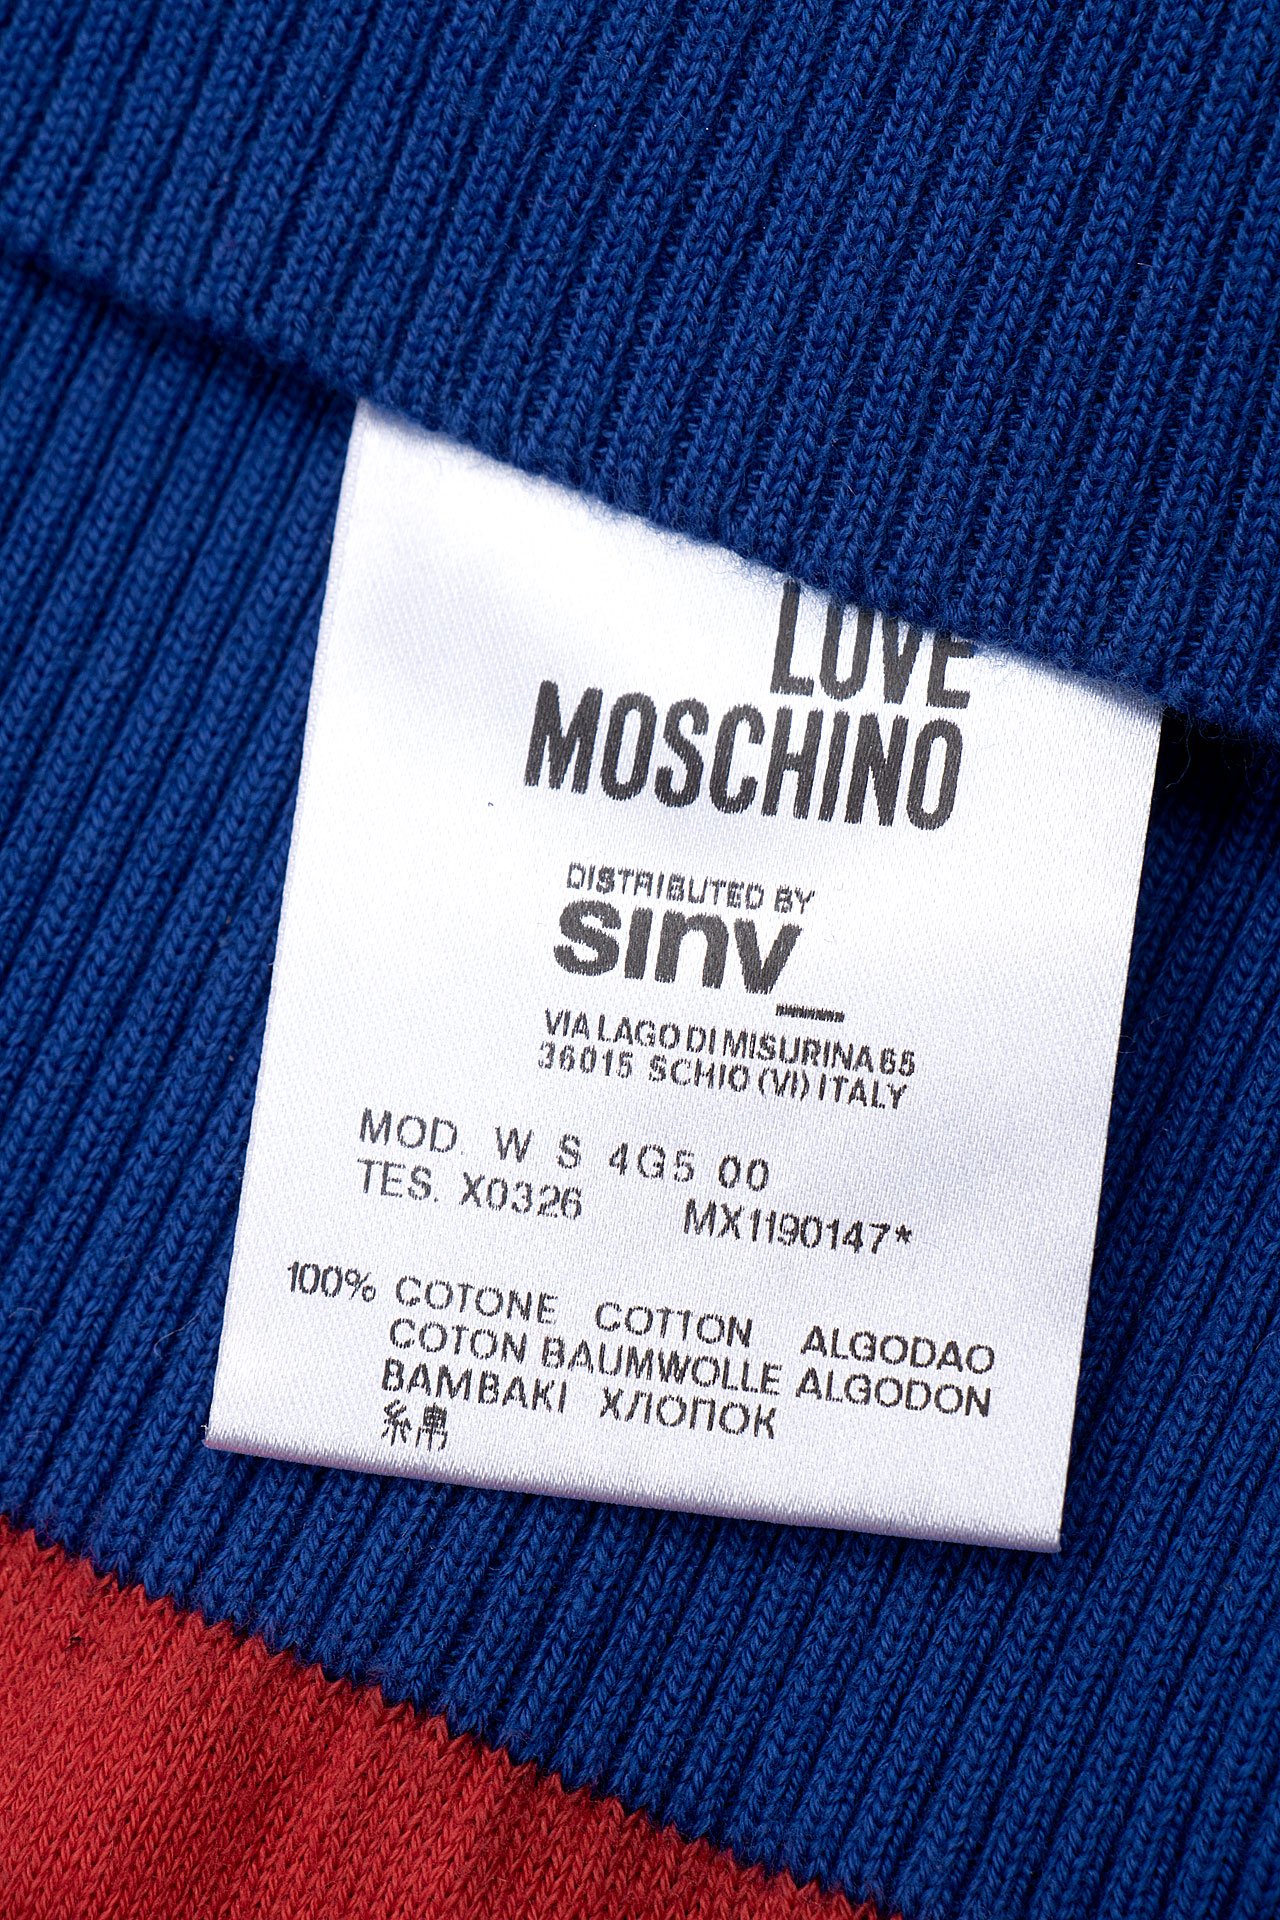 LOVE
MOSCHINO
DISTRIBUTED BY
sinv_
VIA LAGO DI MISURINA 65
36015 SCHIO (VI) ITALY
MOD. W S 4G5 00
TES. X0326 MX1190147*
100% COTONE COTTON ALGODAO
COTON BAUMWOLLE ALGODON
BAMBAKI ХЛОПОК